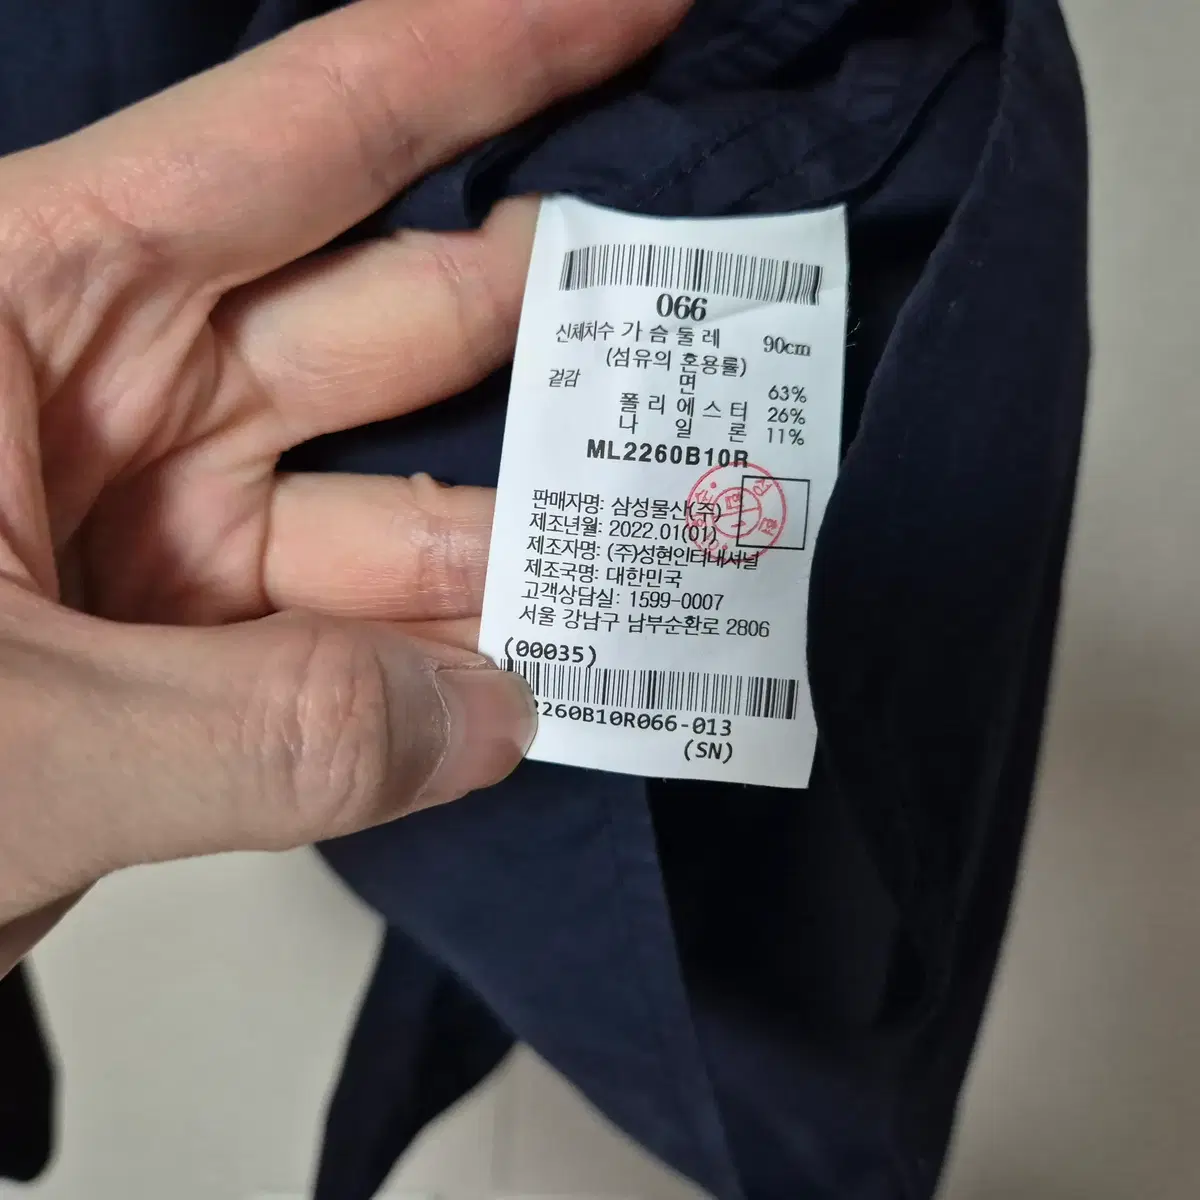 066
신체치수 가슴둘레 90cm
(섬유의 혼용률)
겉감 면 63%
폴리에스터 26%
나일론 11%
ML2260B10R
판매자명: 삼성물산(주)
제조년월: 2022.01(01)
제조자명: (주)성현인터내셔널
제조국명: 대한민국
고객상담실: 1599-0007
서울 강남구 남부순환로 2806
(00035)
2260B10R066-013
(SN)